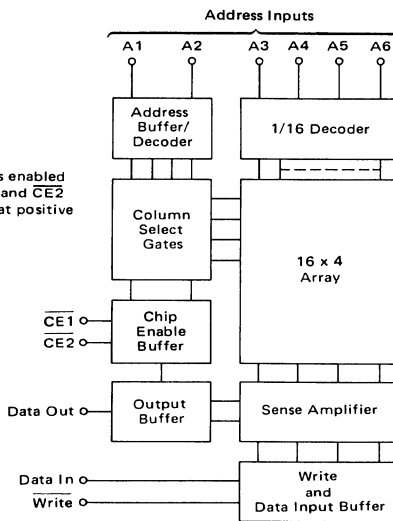 Address Inputs
A1 A2 A3 A4 A5 A6
Address
Buffer/
Decoder
1/16 Decoder
s enabled
and CE2
at positive
Column
Select
Gates
16 x 4
Array
CE1
CE2
Chip
Enable
Buffer
Data Out
Output
Buffer
Sense Amplifier
Data In
Write
Write
and
Data Input Buffer